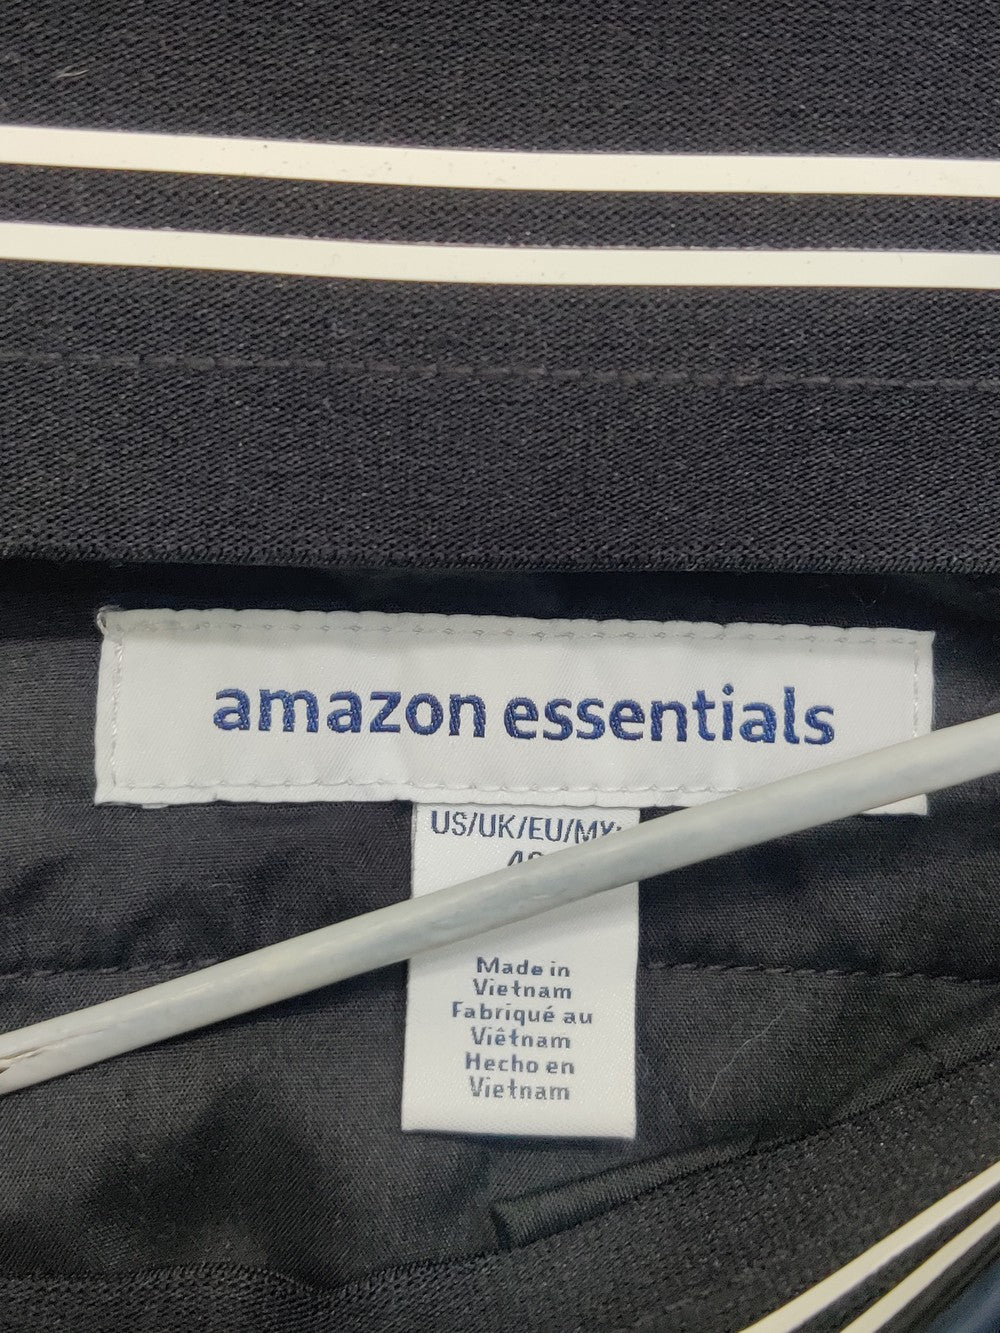 amazon essentials
US/UK/EU/MX:
Made in
Vietnam
Fabriqué au
Viêtnam
Hecho en
Vietnam